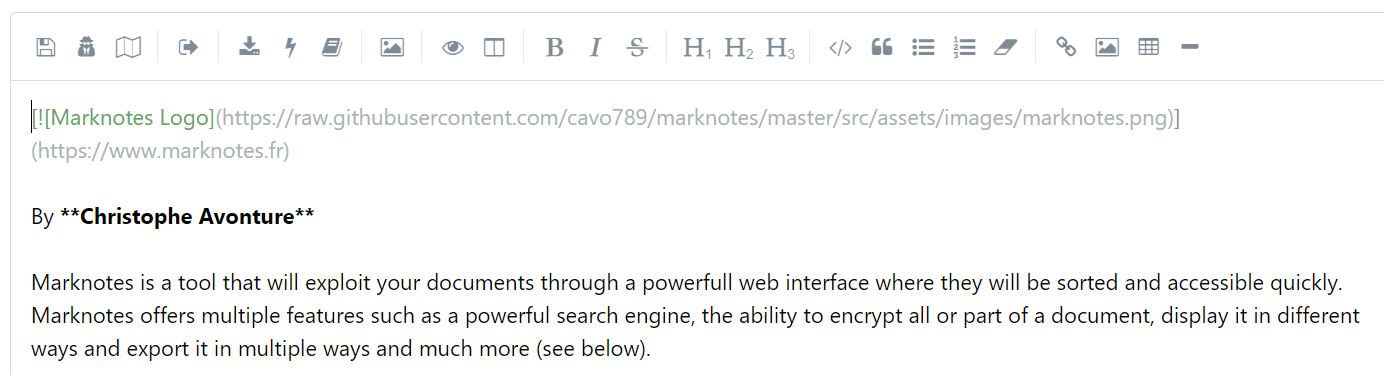 B I S H1 H2 H3
[![Marknotes Logo](https://raw.githubusercontent.com/cavo789/marknotes/master/src/assets/images/marknotes.png)]
(https://www.marknotes.fr)
By **Christophe Avonture**
Marknotes is a tool that will exploit your documents through a powerfull web interface where they will be sorted and accessible quickly.
Marknotes offers multiple features such as a powerful search engine, the ability to encrypt all or part of a document, display it in different
ways and export it in multiple ways and much more (see below).